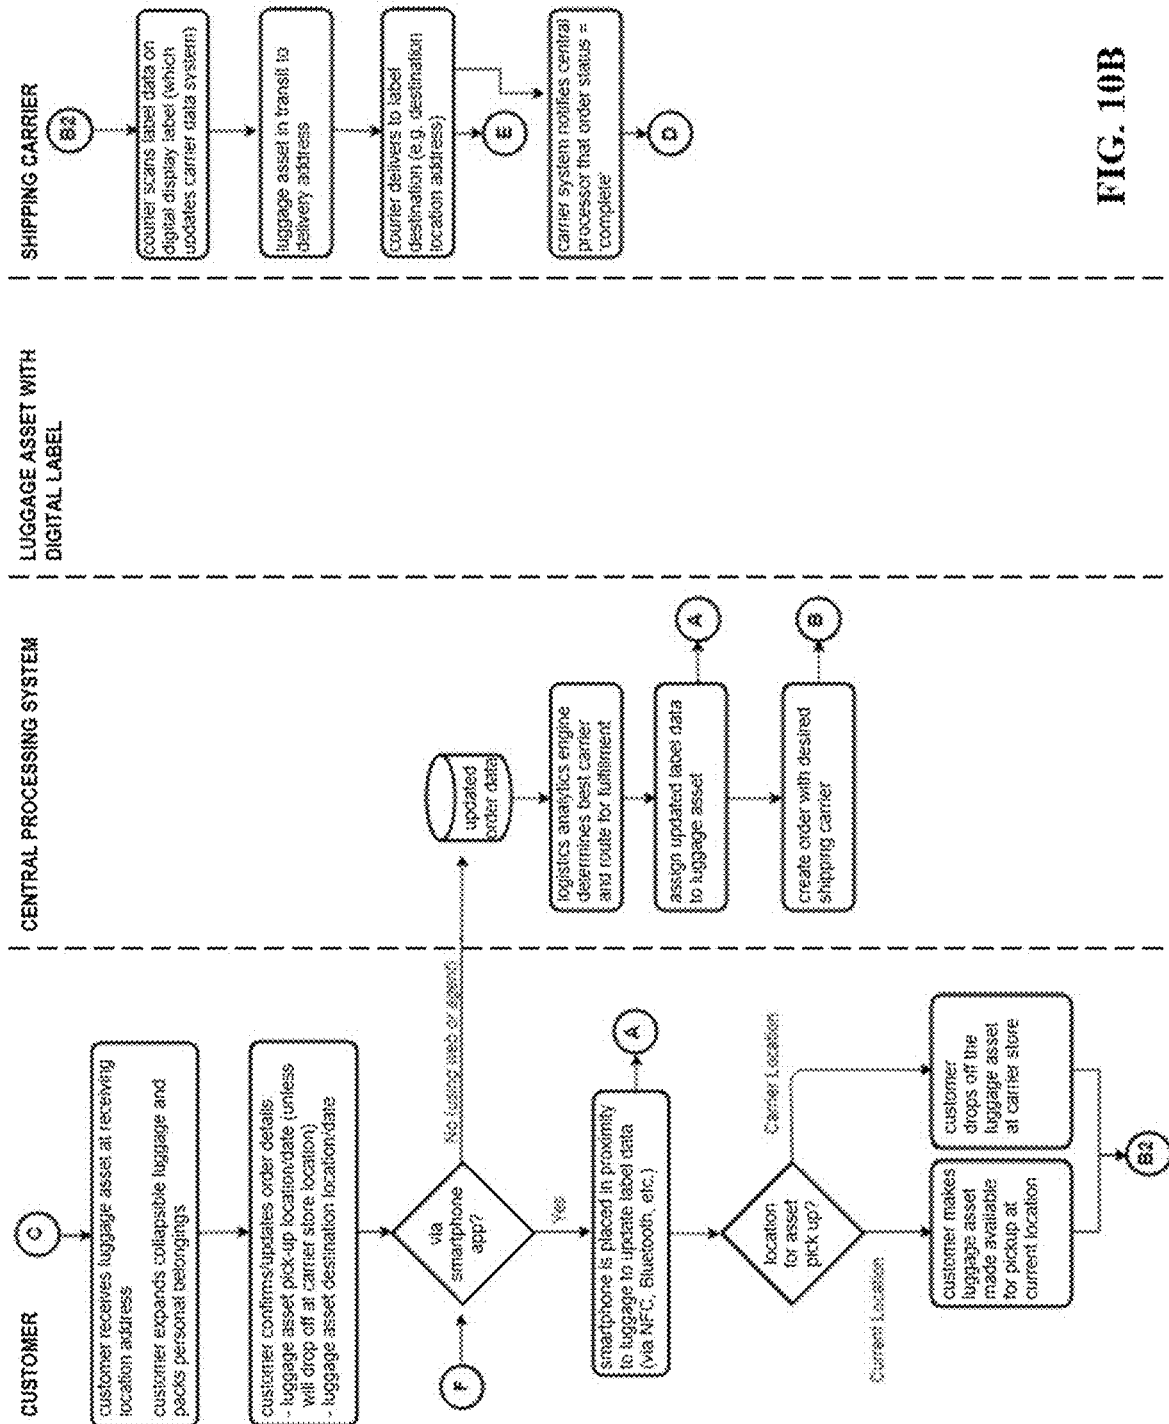 CUSTOMER
C
customer receives luggage asset at receiving
location address
customer expands collapsible luggage and
packs personal belongings
customer confirms/updates order details:
- luggage asset pick-up location/date (unless
will drop off at carrier store location)
- luggage asset destination location/date
F
via
smartphone
app?
No (using web or agent)
Yes
smartphone is placed in proximity
to luggage to update label data
(via NFC, Bluetooth, etc.)
A
location
for asset
pick up?
Carrier Location
Current Location
customer makes
luggage asset
made available
for pickup at
current location
customer
drops off the
luggage asset
at carrier store
B2
CENTRAL PROCESSING SYSTEM
updated
order data
logistics analytics engine
determines best carrier
and route for fulfillment
assign updated label data
to luggage asset
A
create order with desired
shipping carrier
B
LUGGAGE ASSET WITH
DIGITAL LABEL
SHIPPING CARRIER
B2
courier scans label data on
digital display label (which
updates carrier data system)
luggage asset in transit to
delivery address
courier delivers to label
destination (e.g. destination
location address)
E
carrier system notifies central
processor that order status =
'complete'
D
FIG. 10B